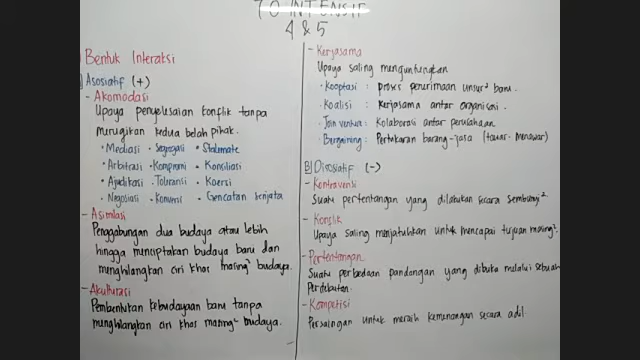 TO INTENSIF
4 & 5
Bentuk Interaksi
A) Asosiatif (+)
- Akomodasi
Upaya penyelesaian konflik tanpa
merugikan kedua belah pihak.
• Mediasi • Segregasi • Stalemate
• Arbitrasi • Kompromi • Konsiliasi
• Ajudikasi • Toleransi • Koersi
• Negosiasi • Konversi • Gencatan Senjata
- Asimilasi
Penggabungan dua budaya atau lebih
hingga menciptakan budaya baru dan
menghilangkan ciri khas masing² budaya.
- Akulturasi
Pembentukan kebudayaan baru tanpa
menghilangkan ciri khas masing² budaya.
- Kerjasama
Upaya saling menguntungkan
• Kooptasi : proses penerimaan unsur² baru.
• Koalisi : Kerjasama antar organisasi.
• Join venture : Kolaborasi antar perusahaan
• Bargaining : Pertukaran barang-jasa (tawar-menawar)
B) Disosiatif (-)
- Kontravensi
Suatu pertentangan yang dilakukan secara sembunyi².
- Konflik
Upaya saling menjatuhkan untuk mencapai tujuan masing².
- Pertentangan
Suatu perbedaan pandangan yang dibuka melalui sebuah
Perdebatan.
- Kompetisi
Persaingan untuk meraih kemenangan secara adil.